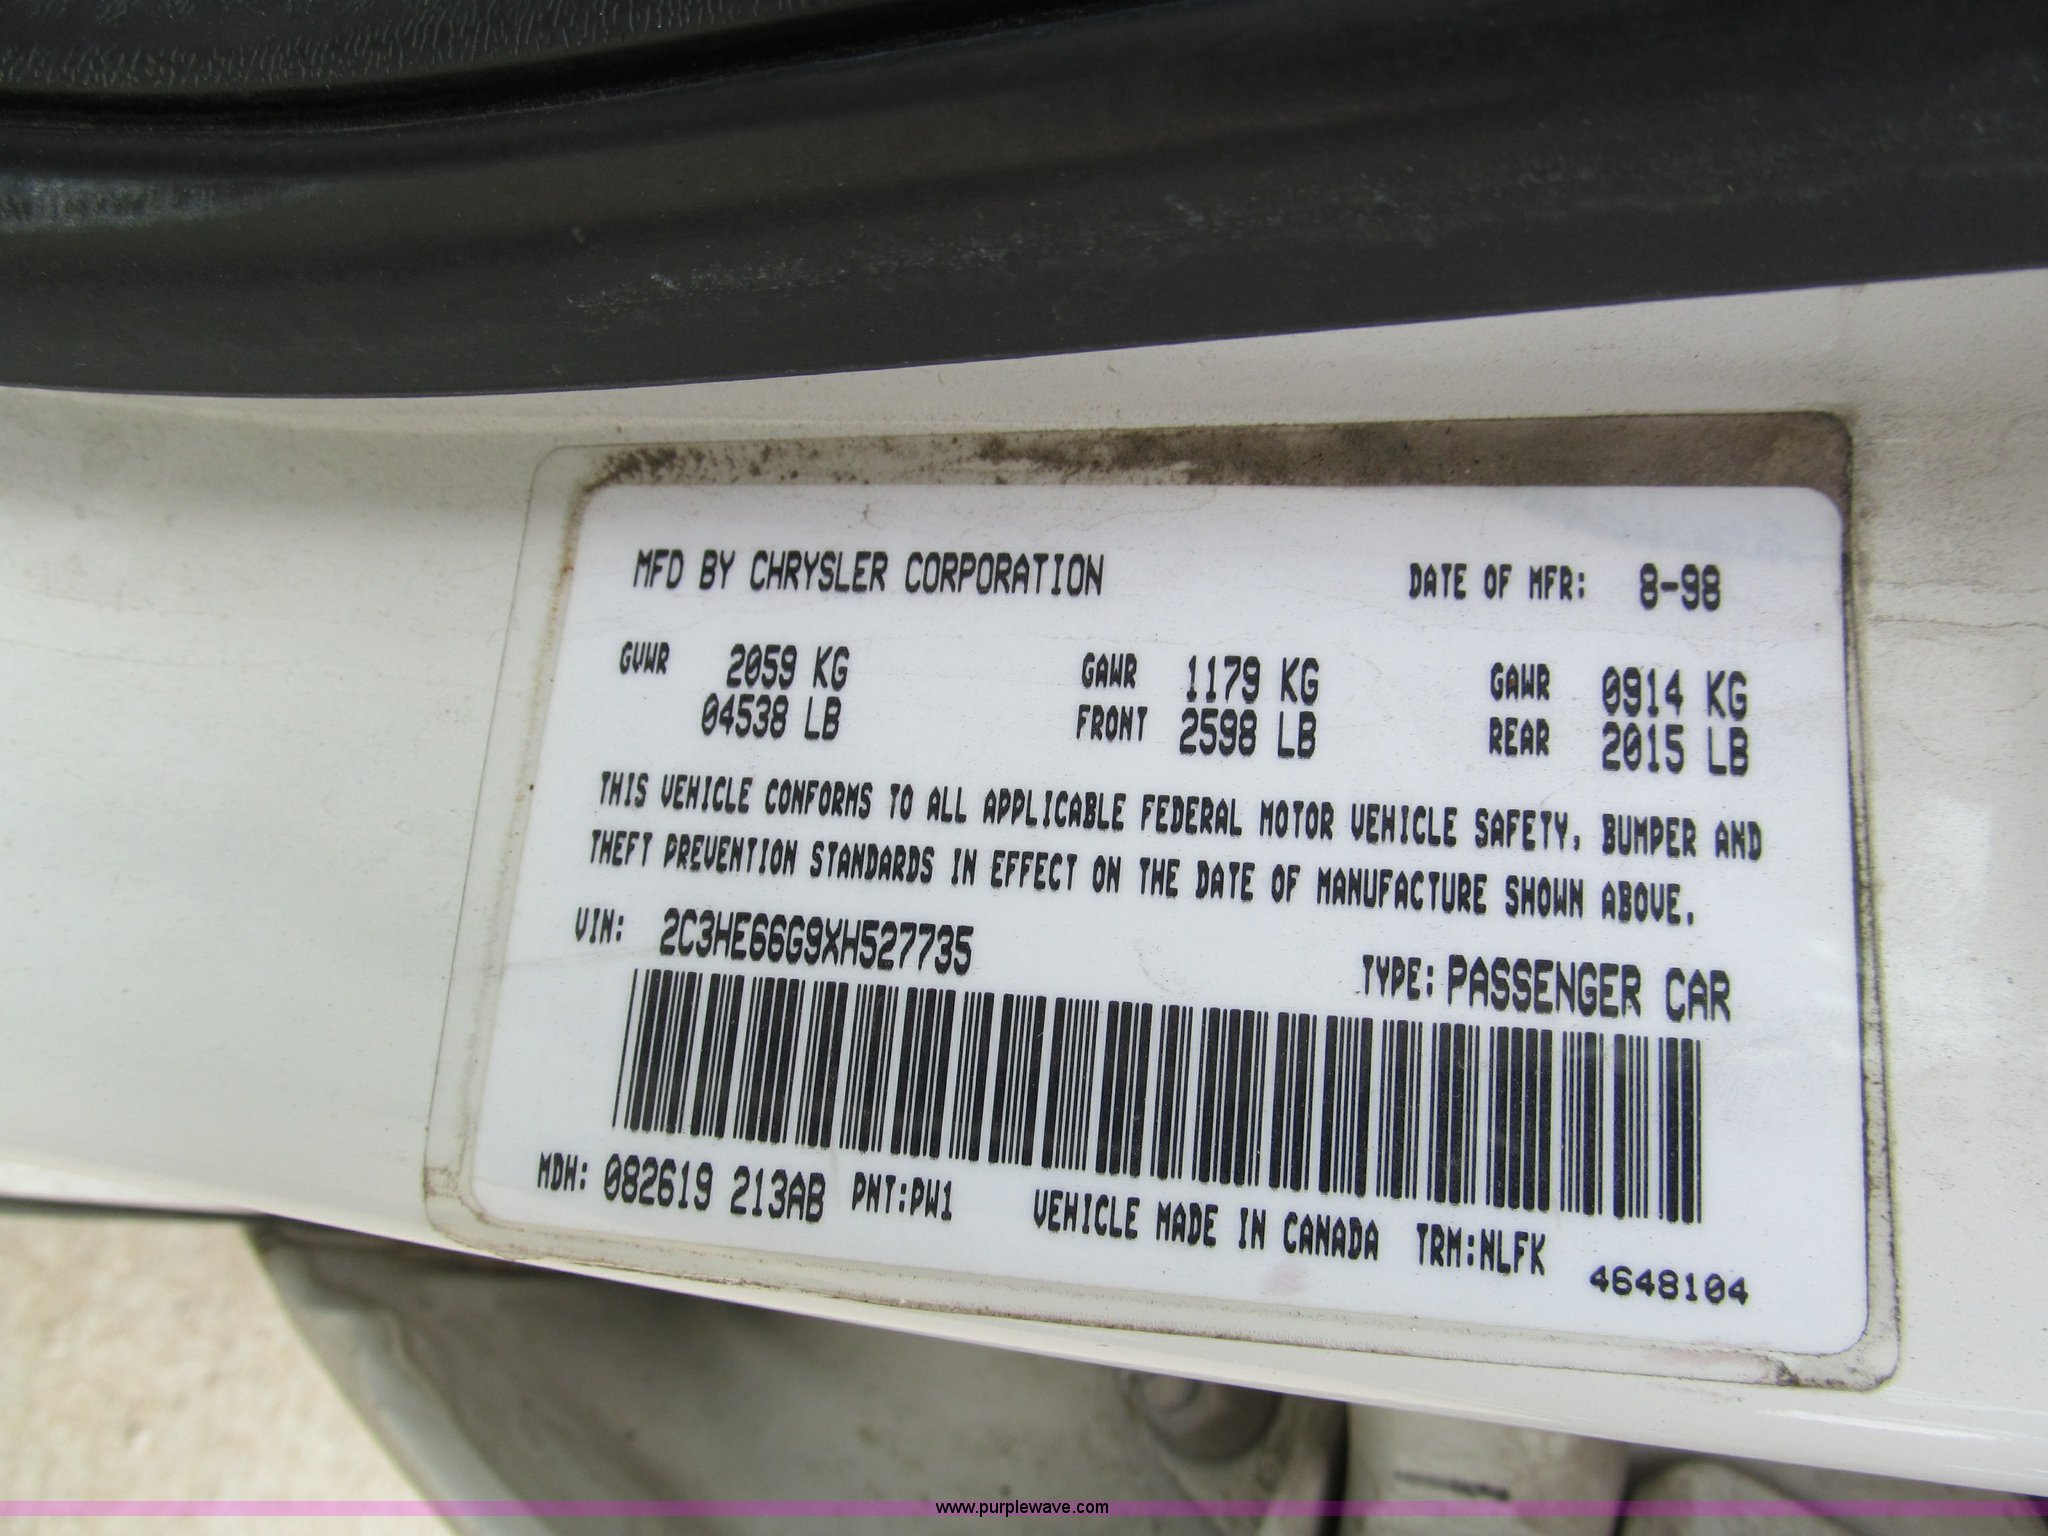 MFD BY CHRYSLER CORPORATION DATE OF MFR: 8-98
GVWR 2059 KG GAWR 1179 KG GAWR 0914 KG
04538 LB FRONT 2598 LB REAR 2015 LB
THIS VEHICLE CONFORMS TO ALL APPLICABLE FEDERAL MOTOR VEHICLE SAFETY, BUMPER AND
THEFT PREVENTION STANDARDS IN EFFECT ON THE DATE OF MANUFACTURE SHOWN ABOVE.
VIN: 2C3HE66G9XH527735 TYPE: PASSENGER CAR
MDH: 082619 213AB PNT:PW1 VEHICLE MADE IN CANADA TRM:NLFK 4648104
www.purplewave.com